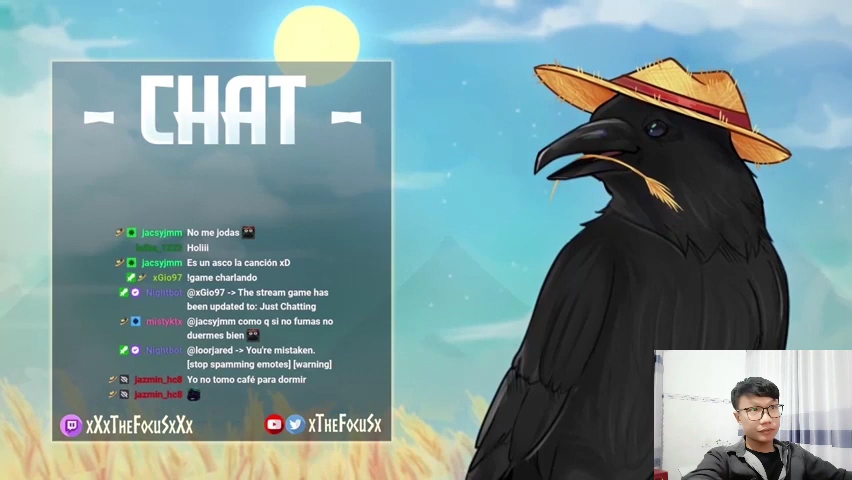 - CHAT -
jacsyjmm No me jodas
Holiii
jacsyjmm Es un asco la canción xD
xGio97 !game charlando
Nightbot @xGio97 -> The stream game has
been updated to: Just Chatting
mistyktx @jacsyjmm como q si no fumas no
duermes bien
Nightbot @loorjared -> You're mistaken.
[stop spamming emotes] [warning]
jazmin_hc8 Yo no tomo café para dormir
jazmin_hc8
xXxTheFocuSxXx xTheFocuSx